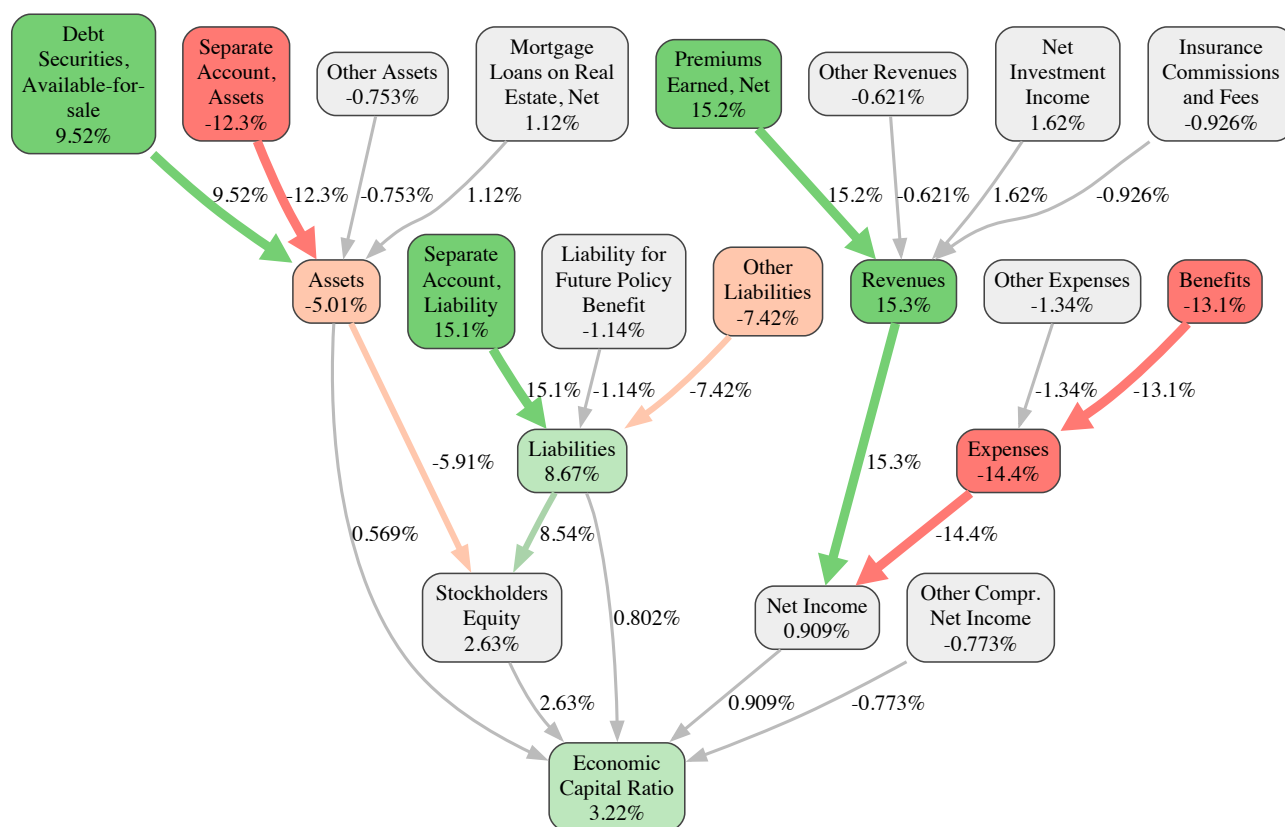 Debt
Securities,
Available-for-
sale
9.52%
Separate
Account,
Assets
-12.3%
Other Assets
-0.753%
Mortgage
Loans on Real
Estate, Net
1.12%
Premiums
Earned, Net
15.2%
Other Revenues
-0.621%
Net
Investment
Income
1.62%
Insurance
Commissions
and Fees
-0.926%
9.52%
-12.3%
-0.753%
1.12%
15.2%
-0.621%
1.62%
-0.926%
Assets
-5.01%
Separate
Account,
Liability
15.1%
Liability for
Future Policy
Benefit
-1.14%
Other
Liabilities
-7.42%
Revenues
15.3%
Other Expenses
-1.34%
Benefits
-13.1%
15.1%
-1.14%
-7.42%
-1.34%
-13.1%
-5.91%
Liabilities
8.67%
15.3%
Expenses
-14.4%
0.569%
8.54%
-14.4%
Stockholders
Equity
2.63%
0.802%
Net Income
0.909%
Other Compr.
Net Income
-0.773%
2.63%
0.909%
-0.773%
Economic
Capital Ratio
3.22%